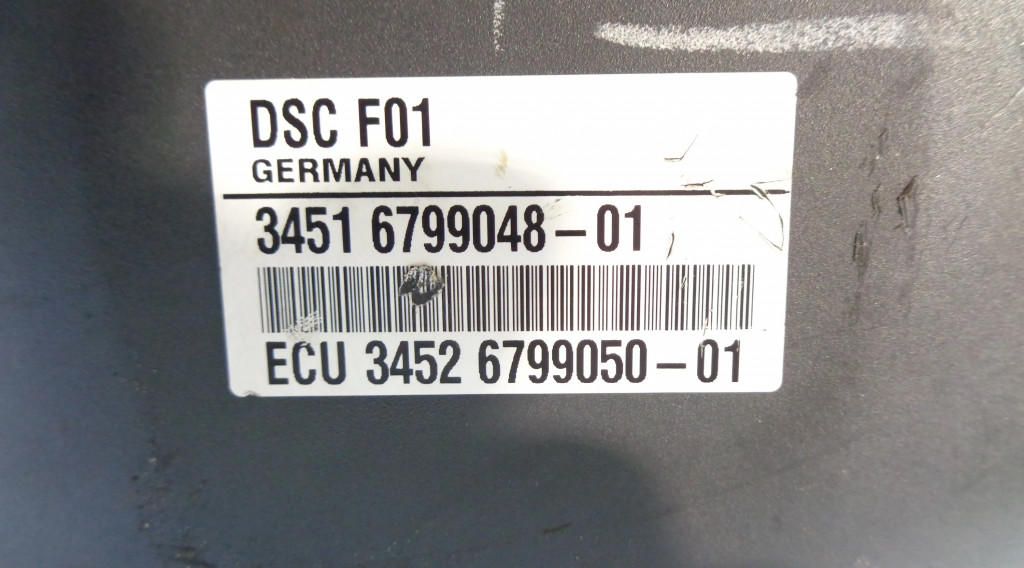 DSC F01
GERMANY
3451 6799048-01
ECU 3452 6799050-01